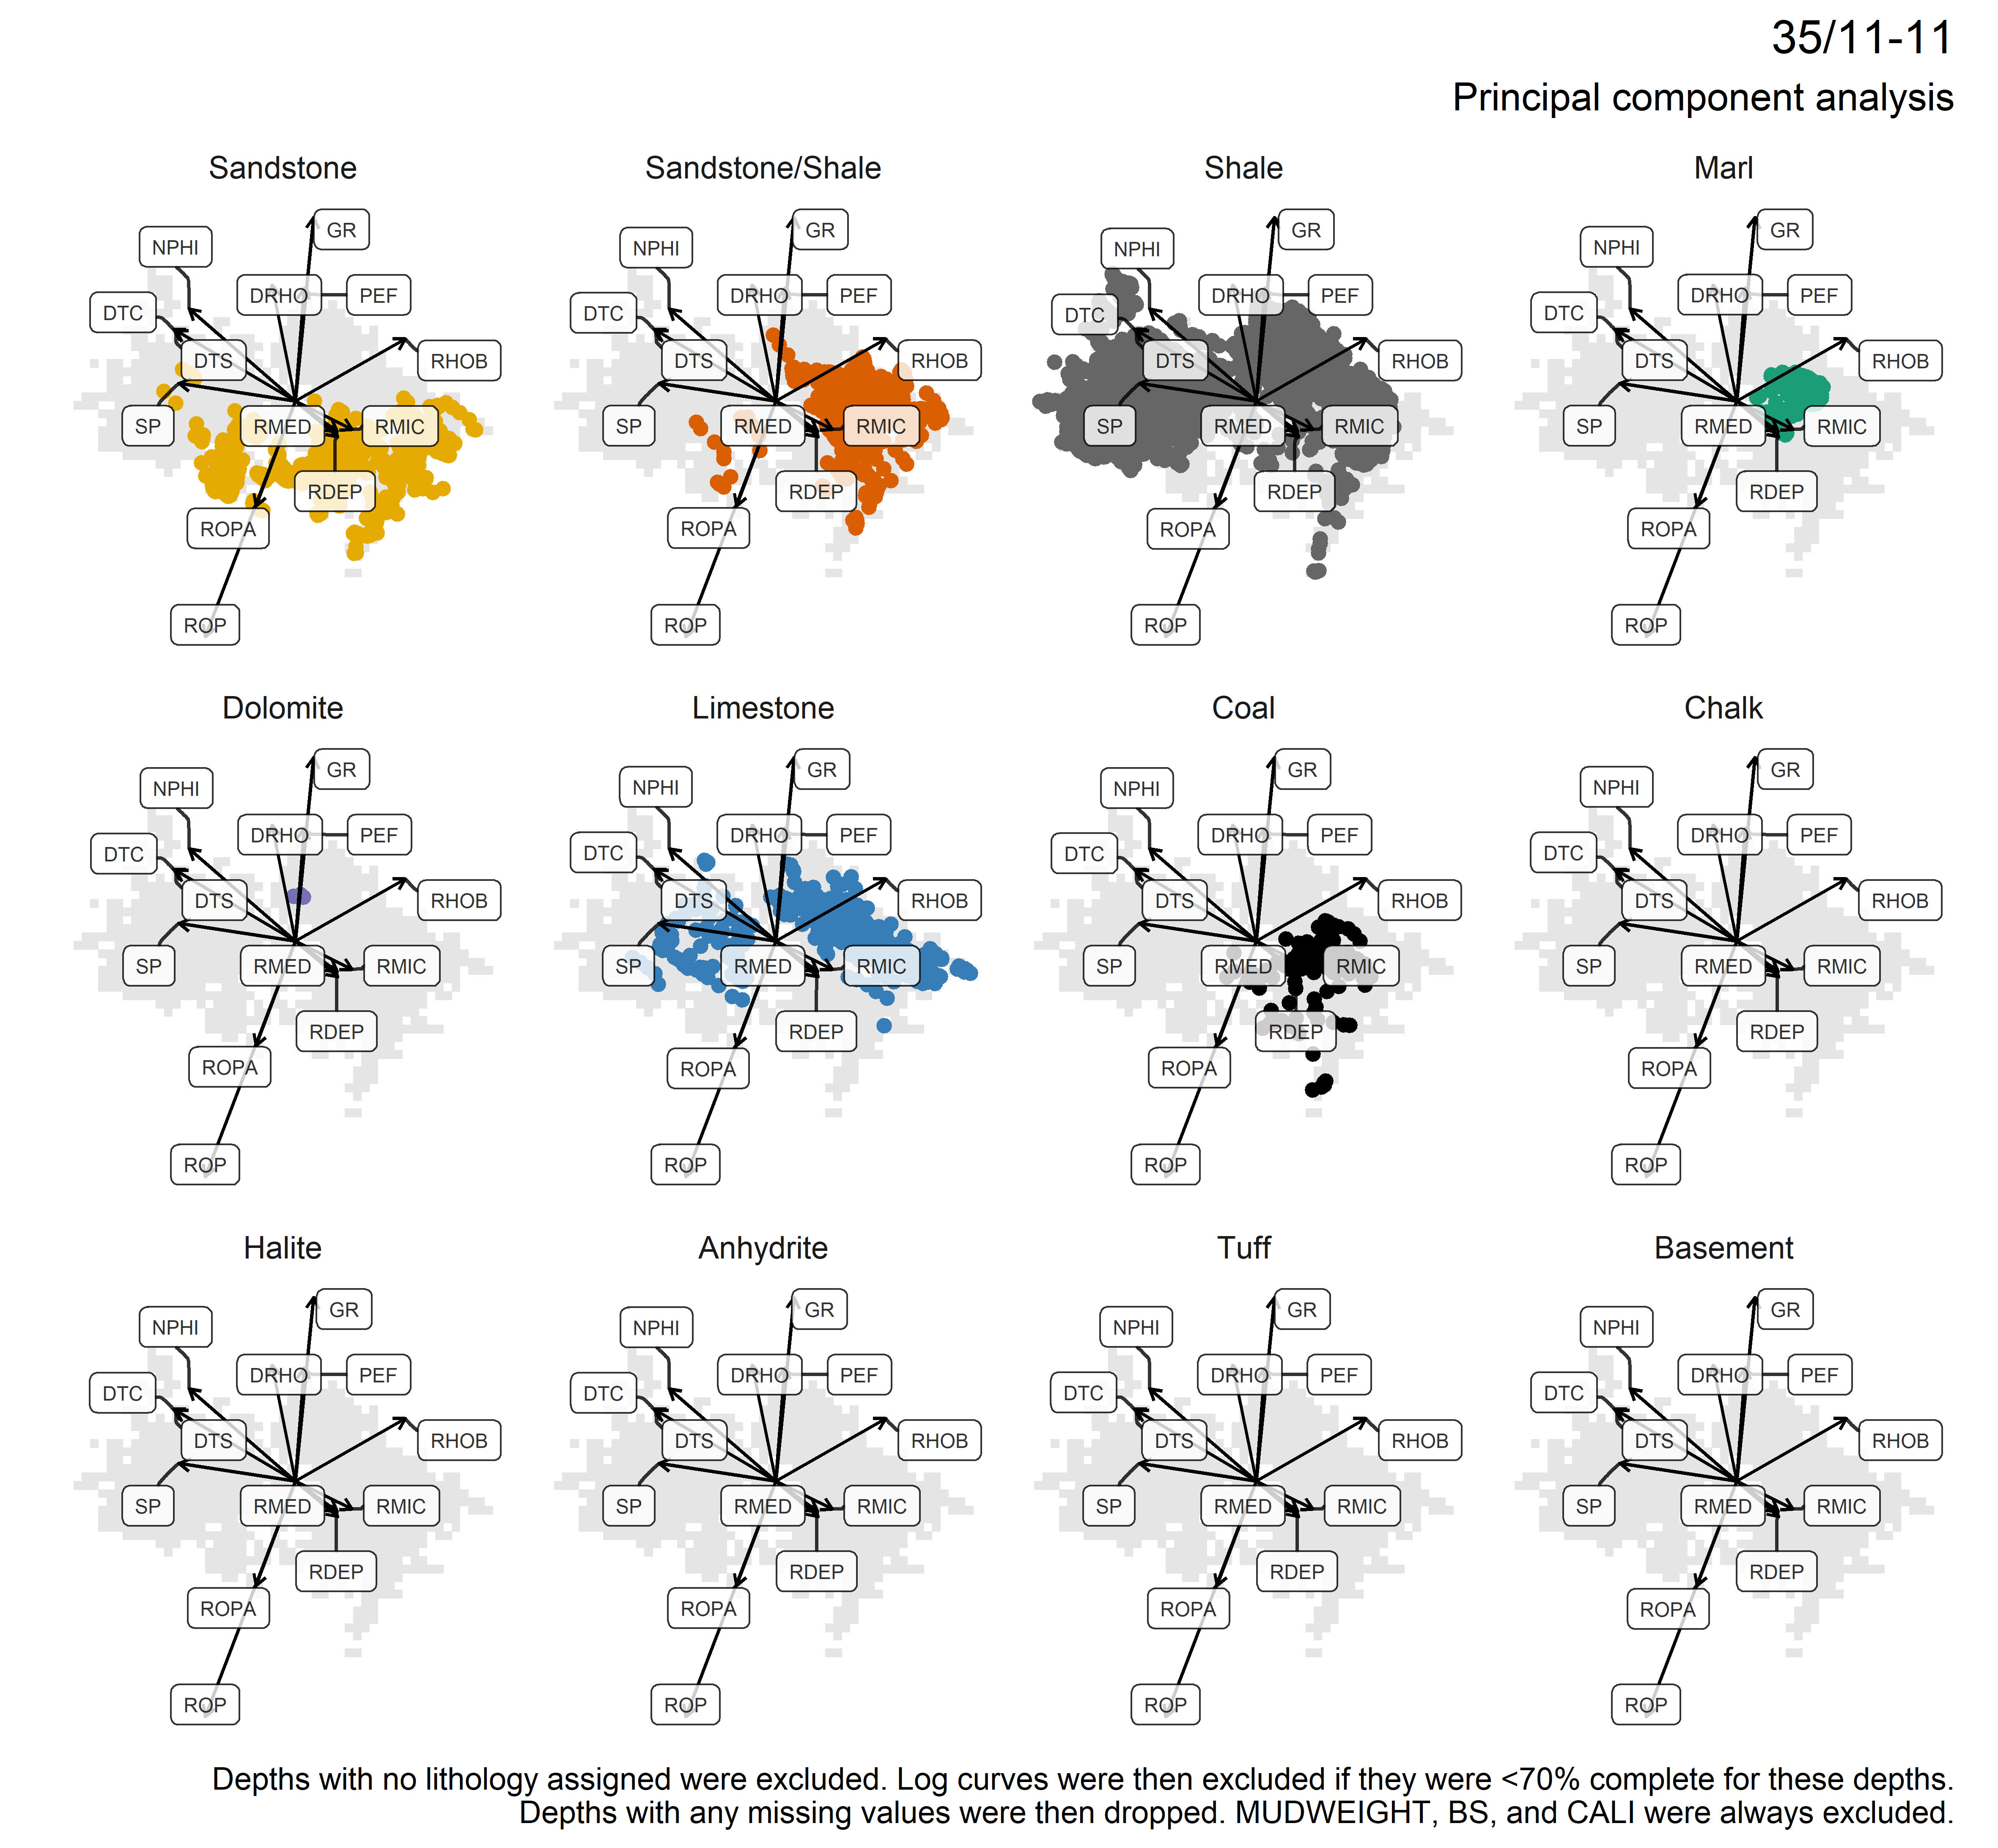 35/11-11
Principal component analysis
Sandstone
GR
NPHI
DRHO
PEF
DTC
DTS
RHOB
SP
RMED
RMIC
RDEP
ROPA
ROP
Sandstone/Shale
GR
NPHI
DRHO
PEF
DTC
DTS
RHOB
SP
RMED
RMIC
RDEP
ROPA
ROP
Shale
GR
NPHI
DRHO
PEF
DTC
DTS
RHOB
SP
RMED
RMIC
RDEP
ROPA
ROP
Marl
GR
NPHI
DRHO
PEF
DTC
DTS
RHOB
SP
RMED
RMIC
RDEP
ROPA
ROP
Dolomite
GR
NPHI
DRHO
PEF
DTC
DTS
RHOB
SP
RMED
RMIC
RDEP
ROPA
ROP
Limestone
GR
NPHI
DRHO
PEF
DTC
DTS
RHOB
SP
RMED
RMIC
RDEP
ROPA
ROP
Coal
GR
NPHI
DRHO
PEF
DTC
DTS
RHOB
SP
RMED
RMIC
RDEP
ROPA
ROP
Chalk
GR
NPHI
DRHO
PEF
DTC
DTS
RHOB
SP
RMED
RMIC
RDEP
ROPA
ROP
Halite
GR
NPHI
DRHO
PEF
DTC
DTS
RHOB
SP
RMED
RMIC
RDEP
ROPA
ROP
Anhydrite
GR
NPHI
DRHO
PEF
DTC
DTS
RHOB
SP
RMED
RMIC
RDEP
ROPA
ROP
Tuff
GR
NPHI
DRHO
PEF
DTC
DTS
RHOB
SP
RMED
RMIC
RDEP
ROPA
ROP
Basement
GR
NPHI
DRHO
PEF
DTC
DTS
RHOB
SP
RMED
RMIC
RDEP
ROPA
ROP
Depths with no lithology assigned were excluded. Log curves were then excluded if they were <70% complete for these depths.
Depths with any missing values were then dropped. MUDWEIGHT, BS, and CALI were always excluded.